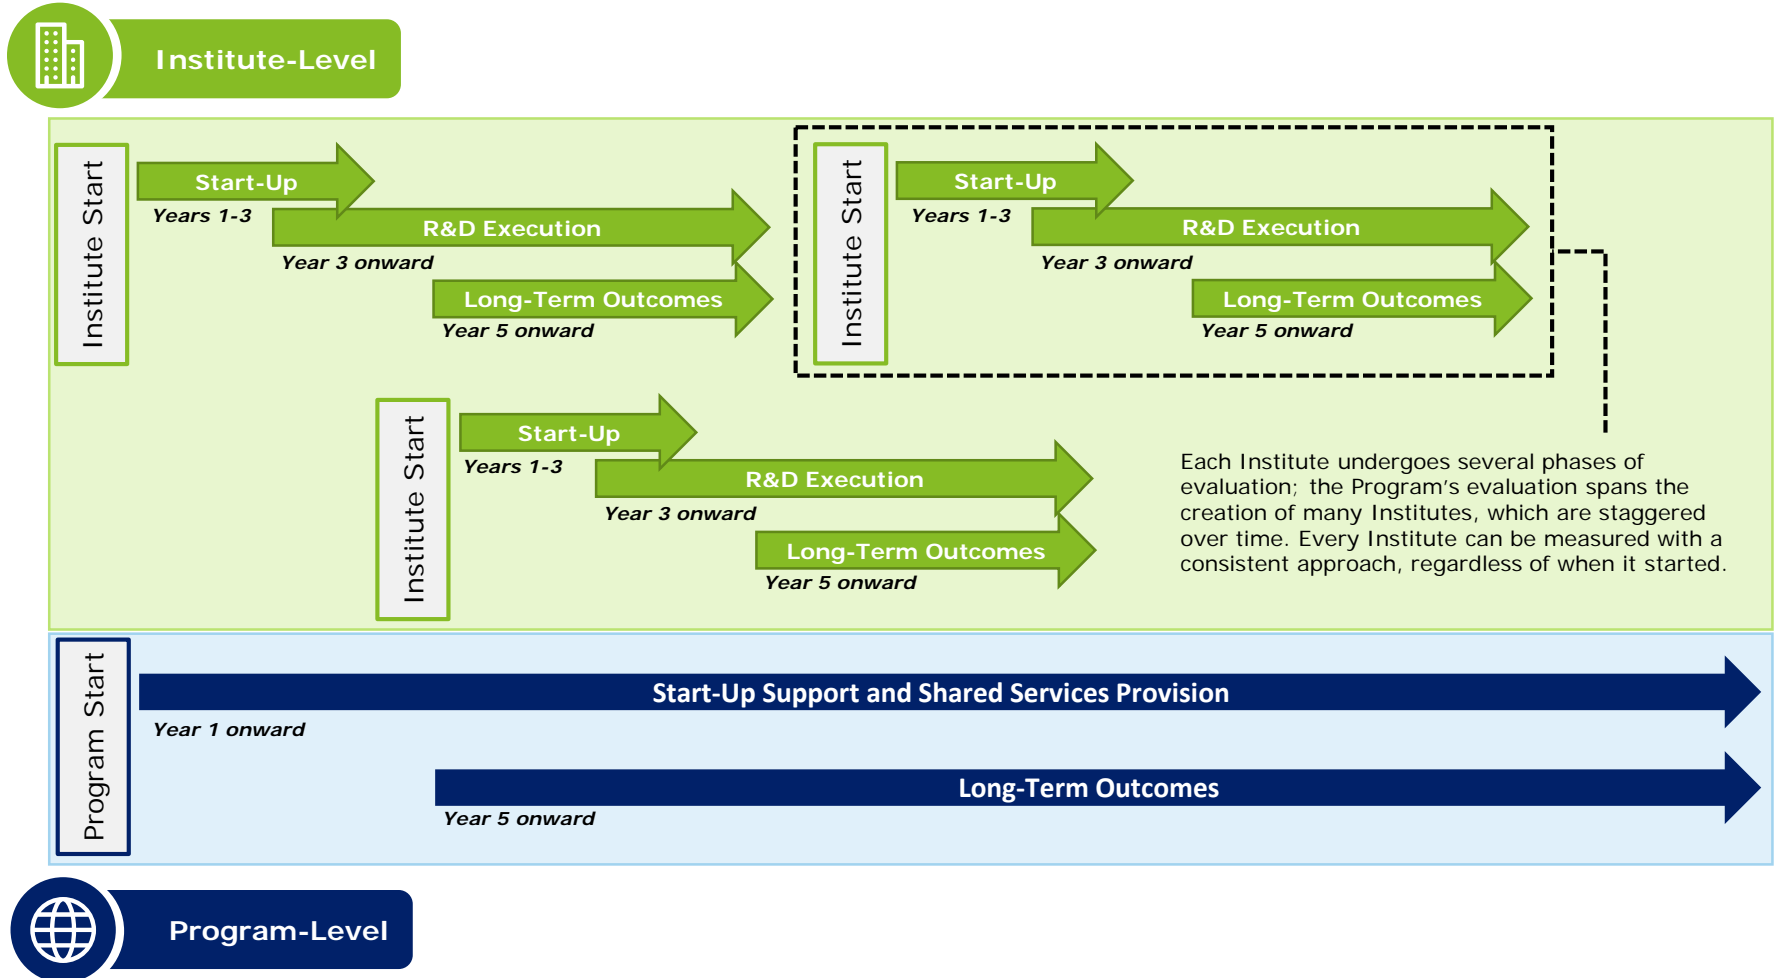 Institute-Level
Institute Start
Start-Up
Years 1-3
R&D Execution
Year 3 onward
Long-Term Outcomes
Year 5 onward
Institute Start
Start-Up
Years 1-3
R&D Execution
Year 3 onward
Long-Term Outcomes
Year 5 onward
Institute Start
Start-Up
Years 1-3
R&D Execution
Year 3 onward
Long-Term Outcomes
Year 5 onward
Each Institute undergoes several phases of
evaluation; the Program's evaluation spans the
creation of many Institutes, which are staggered
over time. Every Institute can be measured with a
consistent approach, regardless of when it started.
Program Start
Start-Up Support and Shared Services Provision
Year 1 onward
Long-Term Outcomes
Year 5 onward
Program-Level